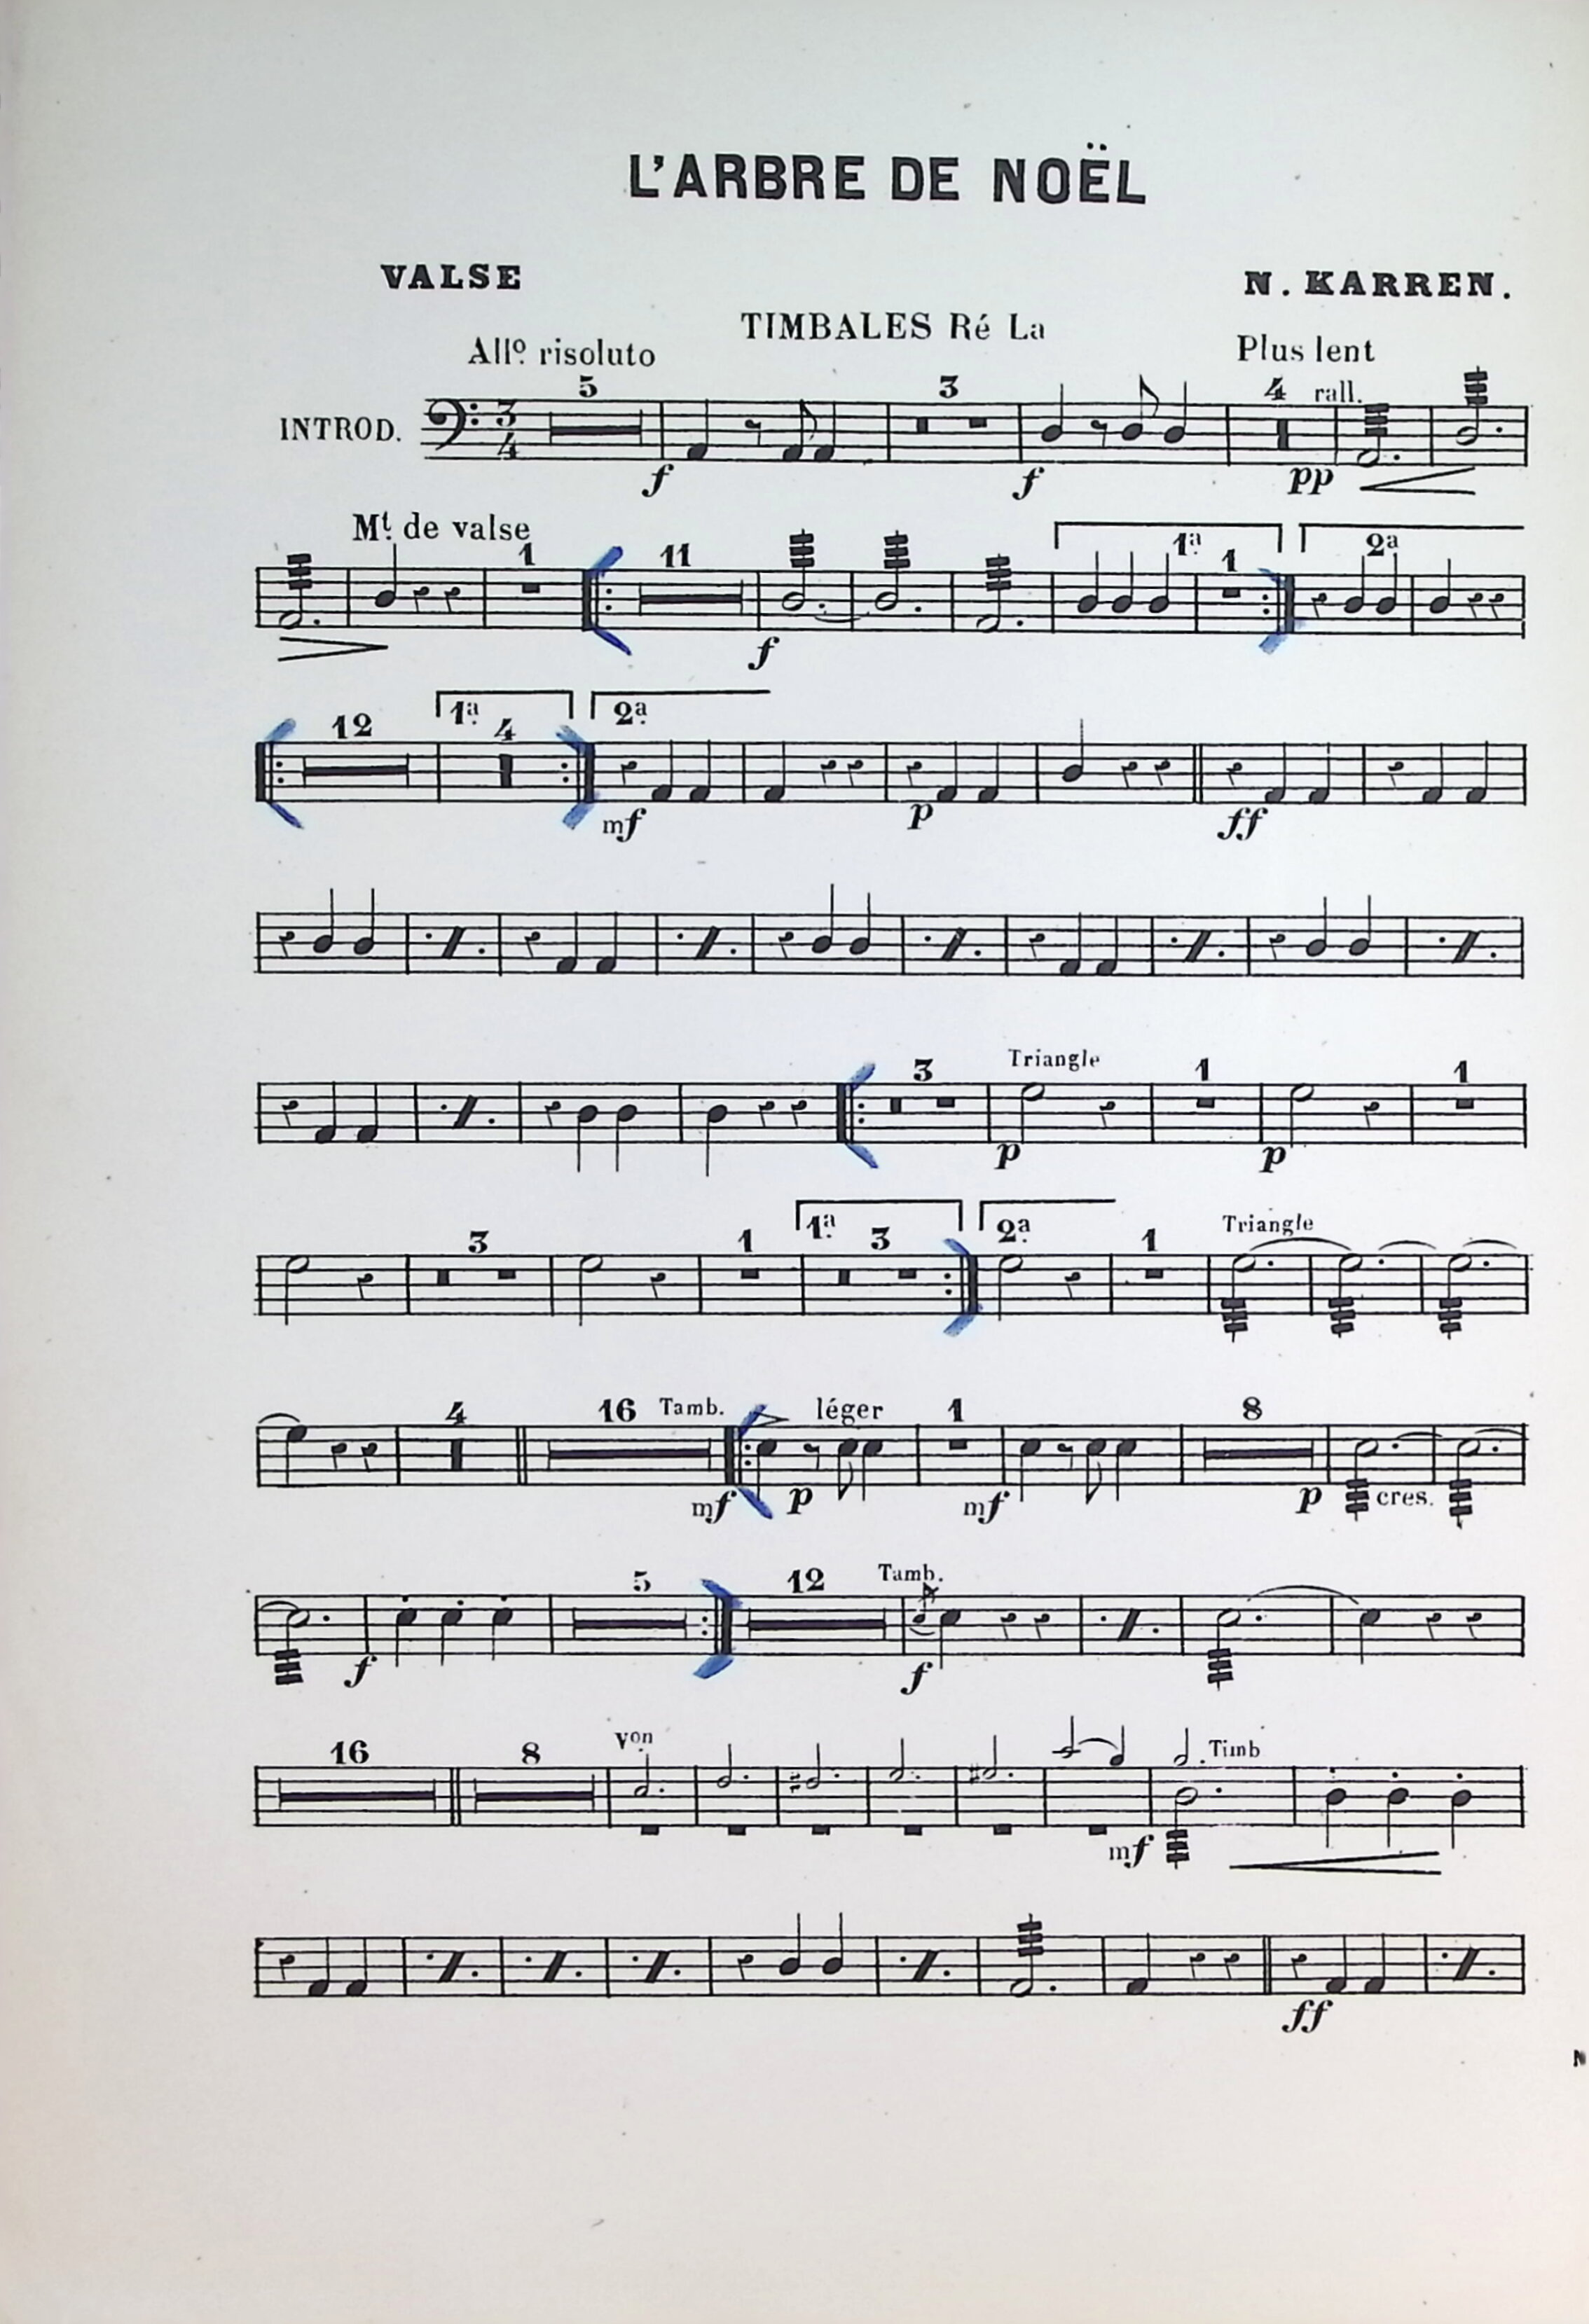 L'ARBRE DE NOËL
VALSE
N. KARREN.
TIMBALES Ré La
Allº risoluto
Plus lent
5 3 4 rall.
INTROD.
3
4
f f pp
Mt. de valse
1 11 1ª 1 2ª
f
12 1ª 4 2ª
mf p ff
3 Triangle 1 1
p p
3 1 1ª 3 2ª 1 Triangle
4 16 Tamb. léger 1 8
mf p mf p cres.
5 12 Tamb.
f f
16 8 Von Timb
mf
ff
N